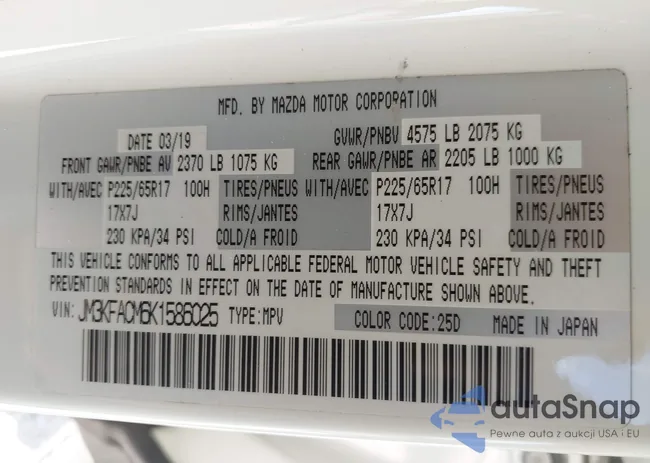 MFD. BY MAZDA MOTOR CORPORATION
DATE 03/19 GVWR/PNBV 4575 LB 2075 KG
FRONT GAWR/PNBE AV 2370 LB 1075 KG REAR GAWR/PNBE AR 2205 LB 1000 KG
WITH/AVEC P225/65R17 100H TIRES/PNEUS WITH/AVEC P225/65R17 100H TIRES/PNEUS
17X7J RIMS/JANTES 17X7J RIMS/JANTES
230 KPA/34 PSI COLD/A FROID 230 KPA/34 PSI COLD/A FROID
THIS VEHICLE CONFORMS TO ALL APPLICABLE FEDERAL MOTOR VEHICLE SAFETY AND THEFT
PREVENTION STANDARDS IN EFFECT ON THE DATE OF MANUFACTURE SHOWN ABOVE.
VIN: JM3KFACM6K1586025 TYPE:MPV COLOR CODE:25D MADE IN JAPAN
autaSnap
Pewne auta z aukcji USA i EU